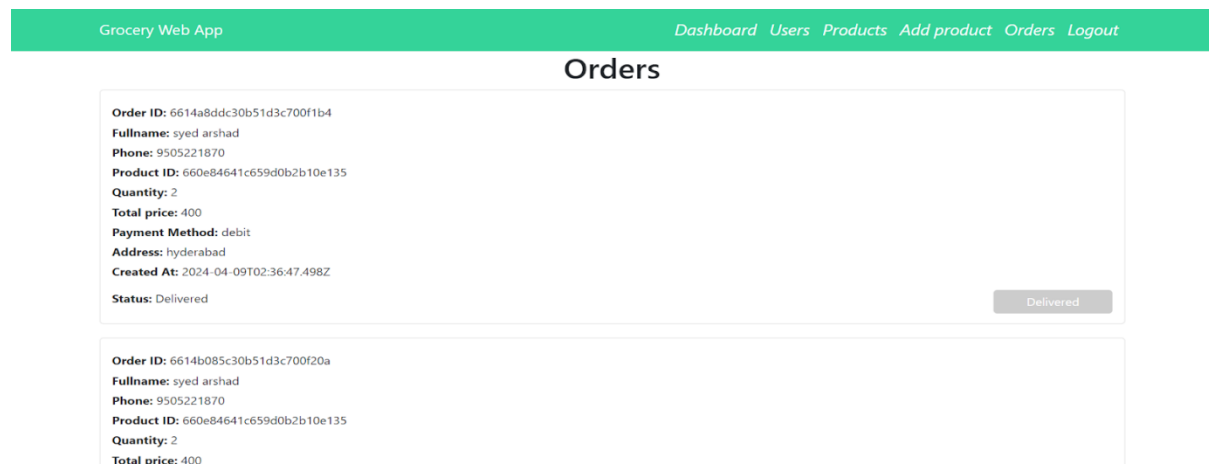 Grocery Web App
Dashboard Users Products Add product Orders Logout
Orders
Order ID: 6614a8ddc30b51d3c700f1b4
Fullname: syed arshad
Phone: 9505221870
Product ID: 660e84641c659d0b2b10e135
Quantity: 2
Total price: 400
Payment Method: debit
Address: hyderabad
Created At: 2024-04-09T02:36:47.498Z
Status: Delivered
Delivered
Order ID: 6614b085c30b51d3c700f20a
Fullname: syed arshad
Phone: 9505221870
Product ID: 660e84641c659d0b2b10e135
Quantity: 2
Total price: 400